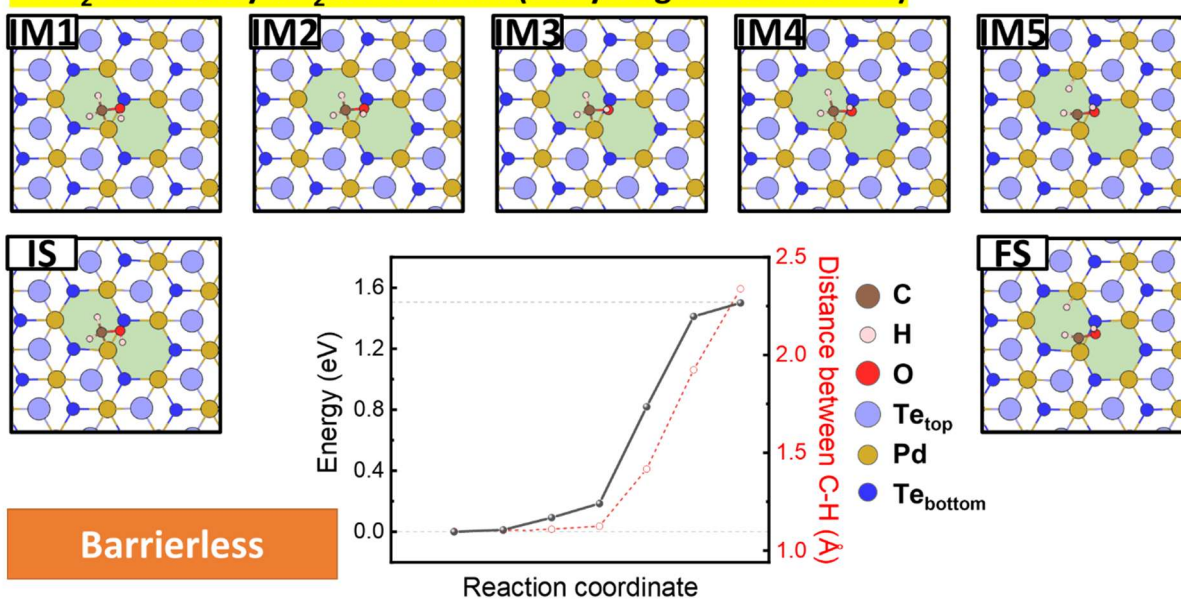 IM1 IM2 IM3 IM4 IM5
IS
FS
Energy (eV)
1.6
1.2
0.8
0.4
0.0
Distance between C-H (Å)
2.5
2.0
1.5
1.0
Reaction coordinate
C
H
O
Te_top
Pd
Te_bottom
Barrierless